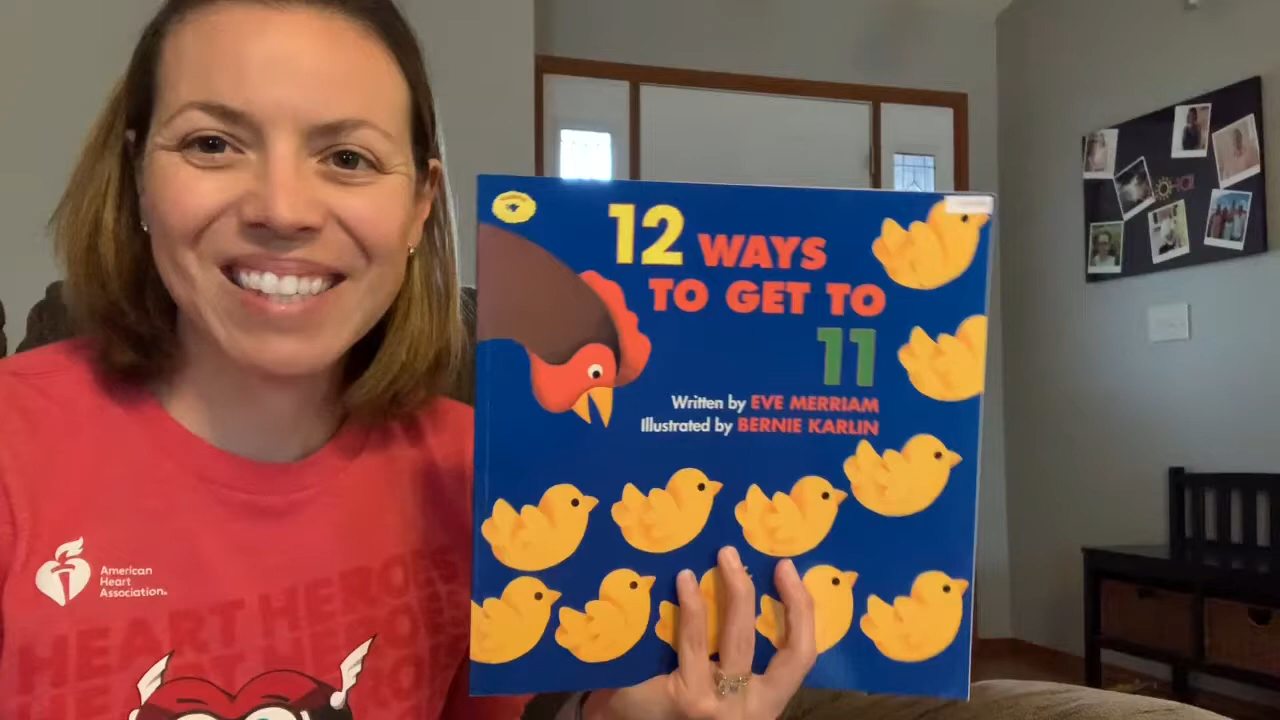 12 WAYS
TO GET TO
11
Written by EVE MERRIAM
Illustrated by BERNIE KARLIN
American
Heart
Association.
HEART HEROES